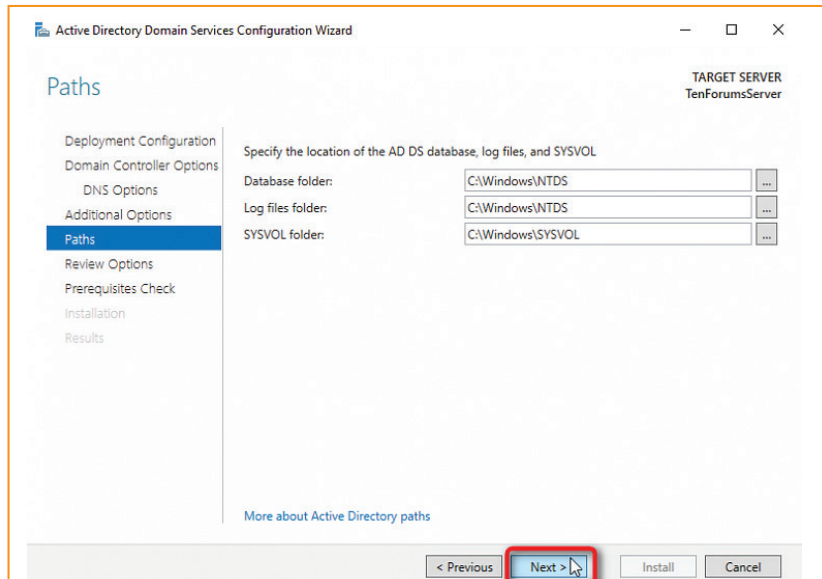 Active Directory Domain Services Configuration Wizard
Paths
TARGET SERVER
TenForumsServer
Deployment Configuration
Domain Controller Options
DNS Options
Additional Options
Paths
Review Options
Prerequisites Check
Installation
Results
Specify the location of the AD DS database, log files, and SYSVOL
Database folder: C:\Windows\NTDS ...
Log files folder: C:\Windows\NTDS ...
SYSVOL folder: C:\Windows\SYSVOL ...
More about Active Directory paths
< Previous Next > Install Cancel